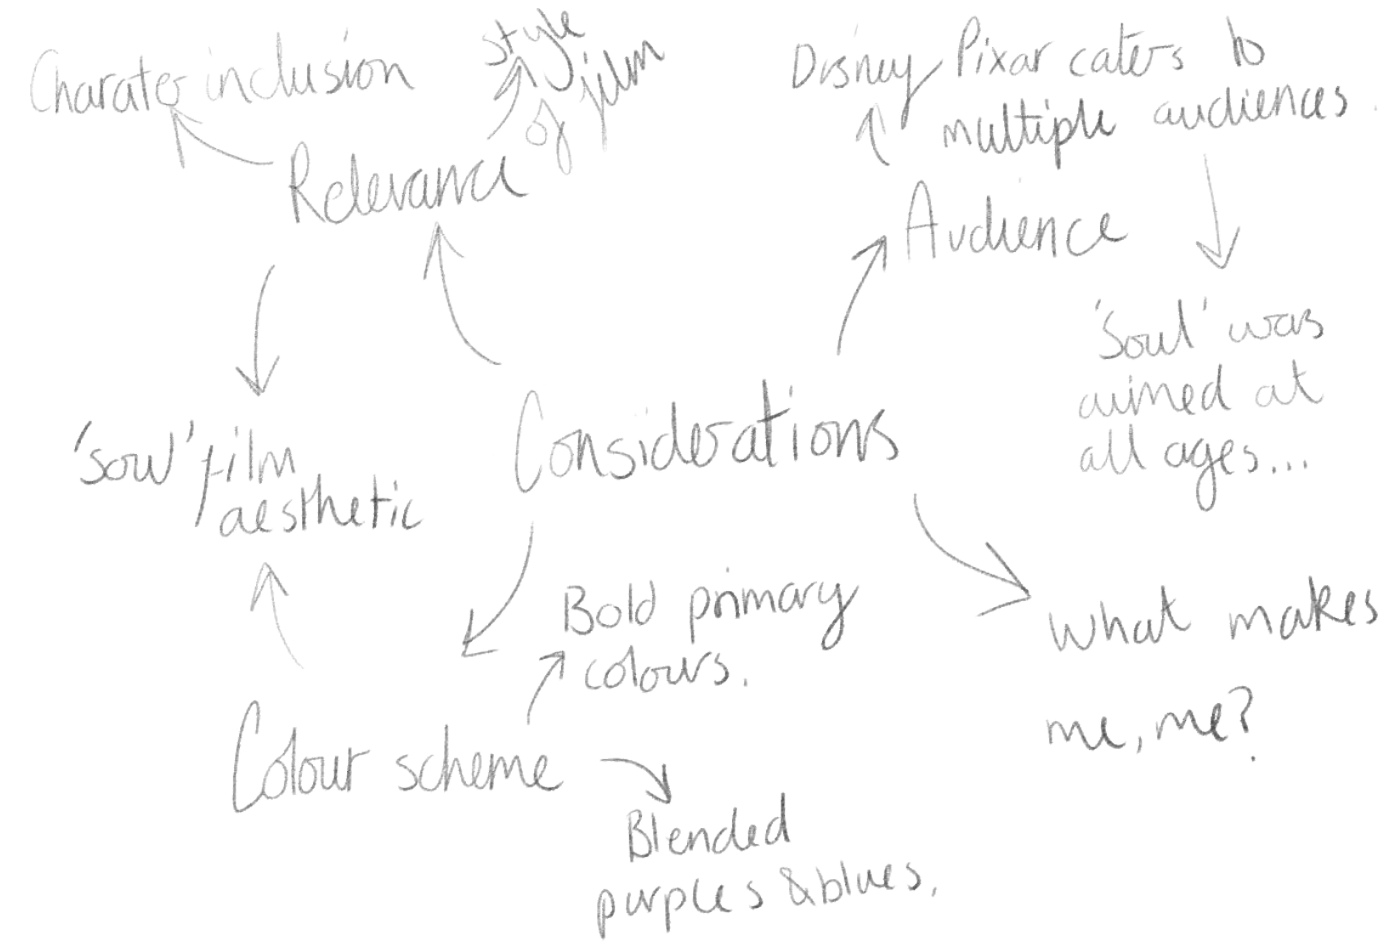 Charater inclusion
style
of film
Relevance
Disney Pixar caters to
multiple audiences.
Audience
'Soul' was
aimed at
all ages...
'soul' film
aesthetic
Considerations
Bold primary
colours.
What makes
me, me?
Colour scheme
Blended
purples & blues,